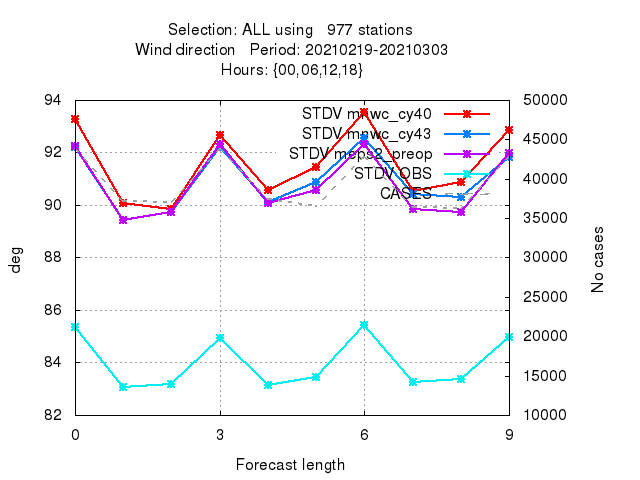 Selection: ALL using   977 stations
Wind direction   Period: 20210219-20210303
Hours: {00,06,12,18}
94
92
90
88
86
84
82
50000
45000
40000
35000
30000
25000
20000
15000
10000
STDV mnwc_cy40
STDV mnwc_cy43
STDV meps2_preop
STDV OBS
CASES
deg
No cases
0 3 6 9
Forecast length